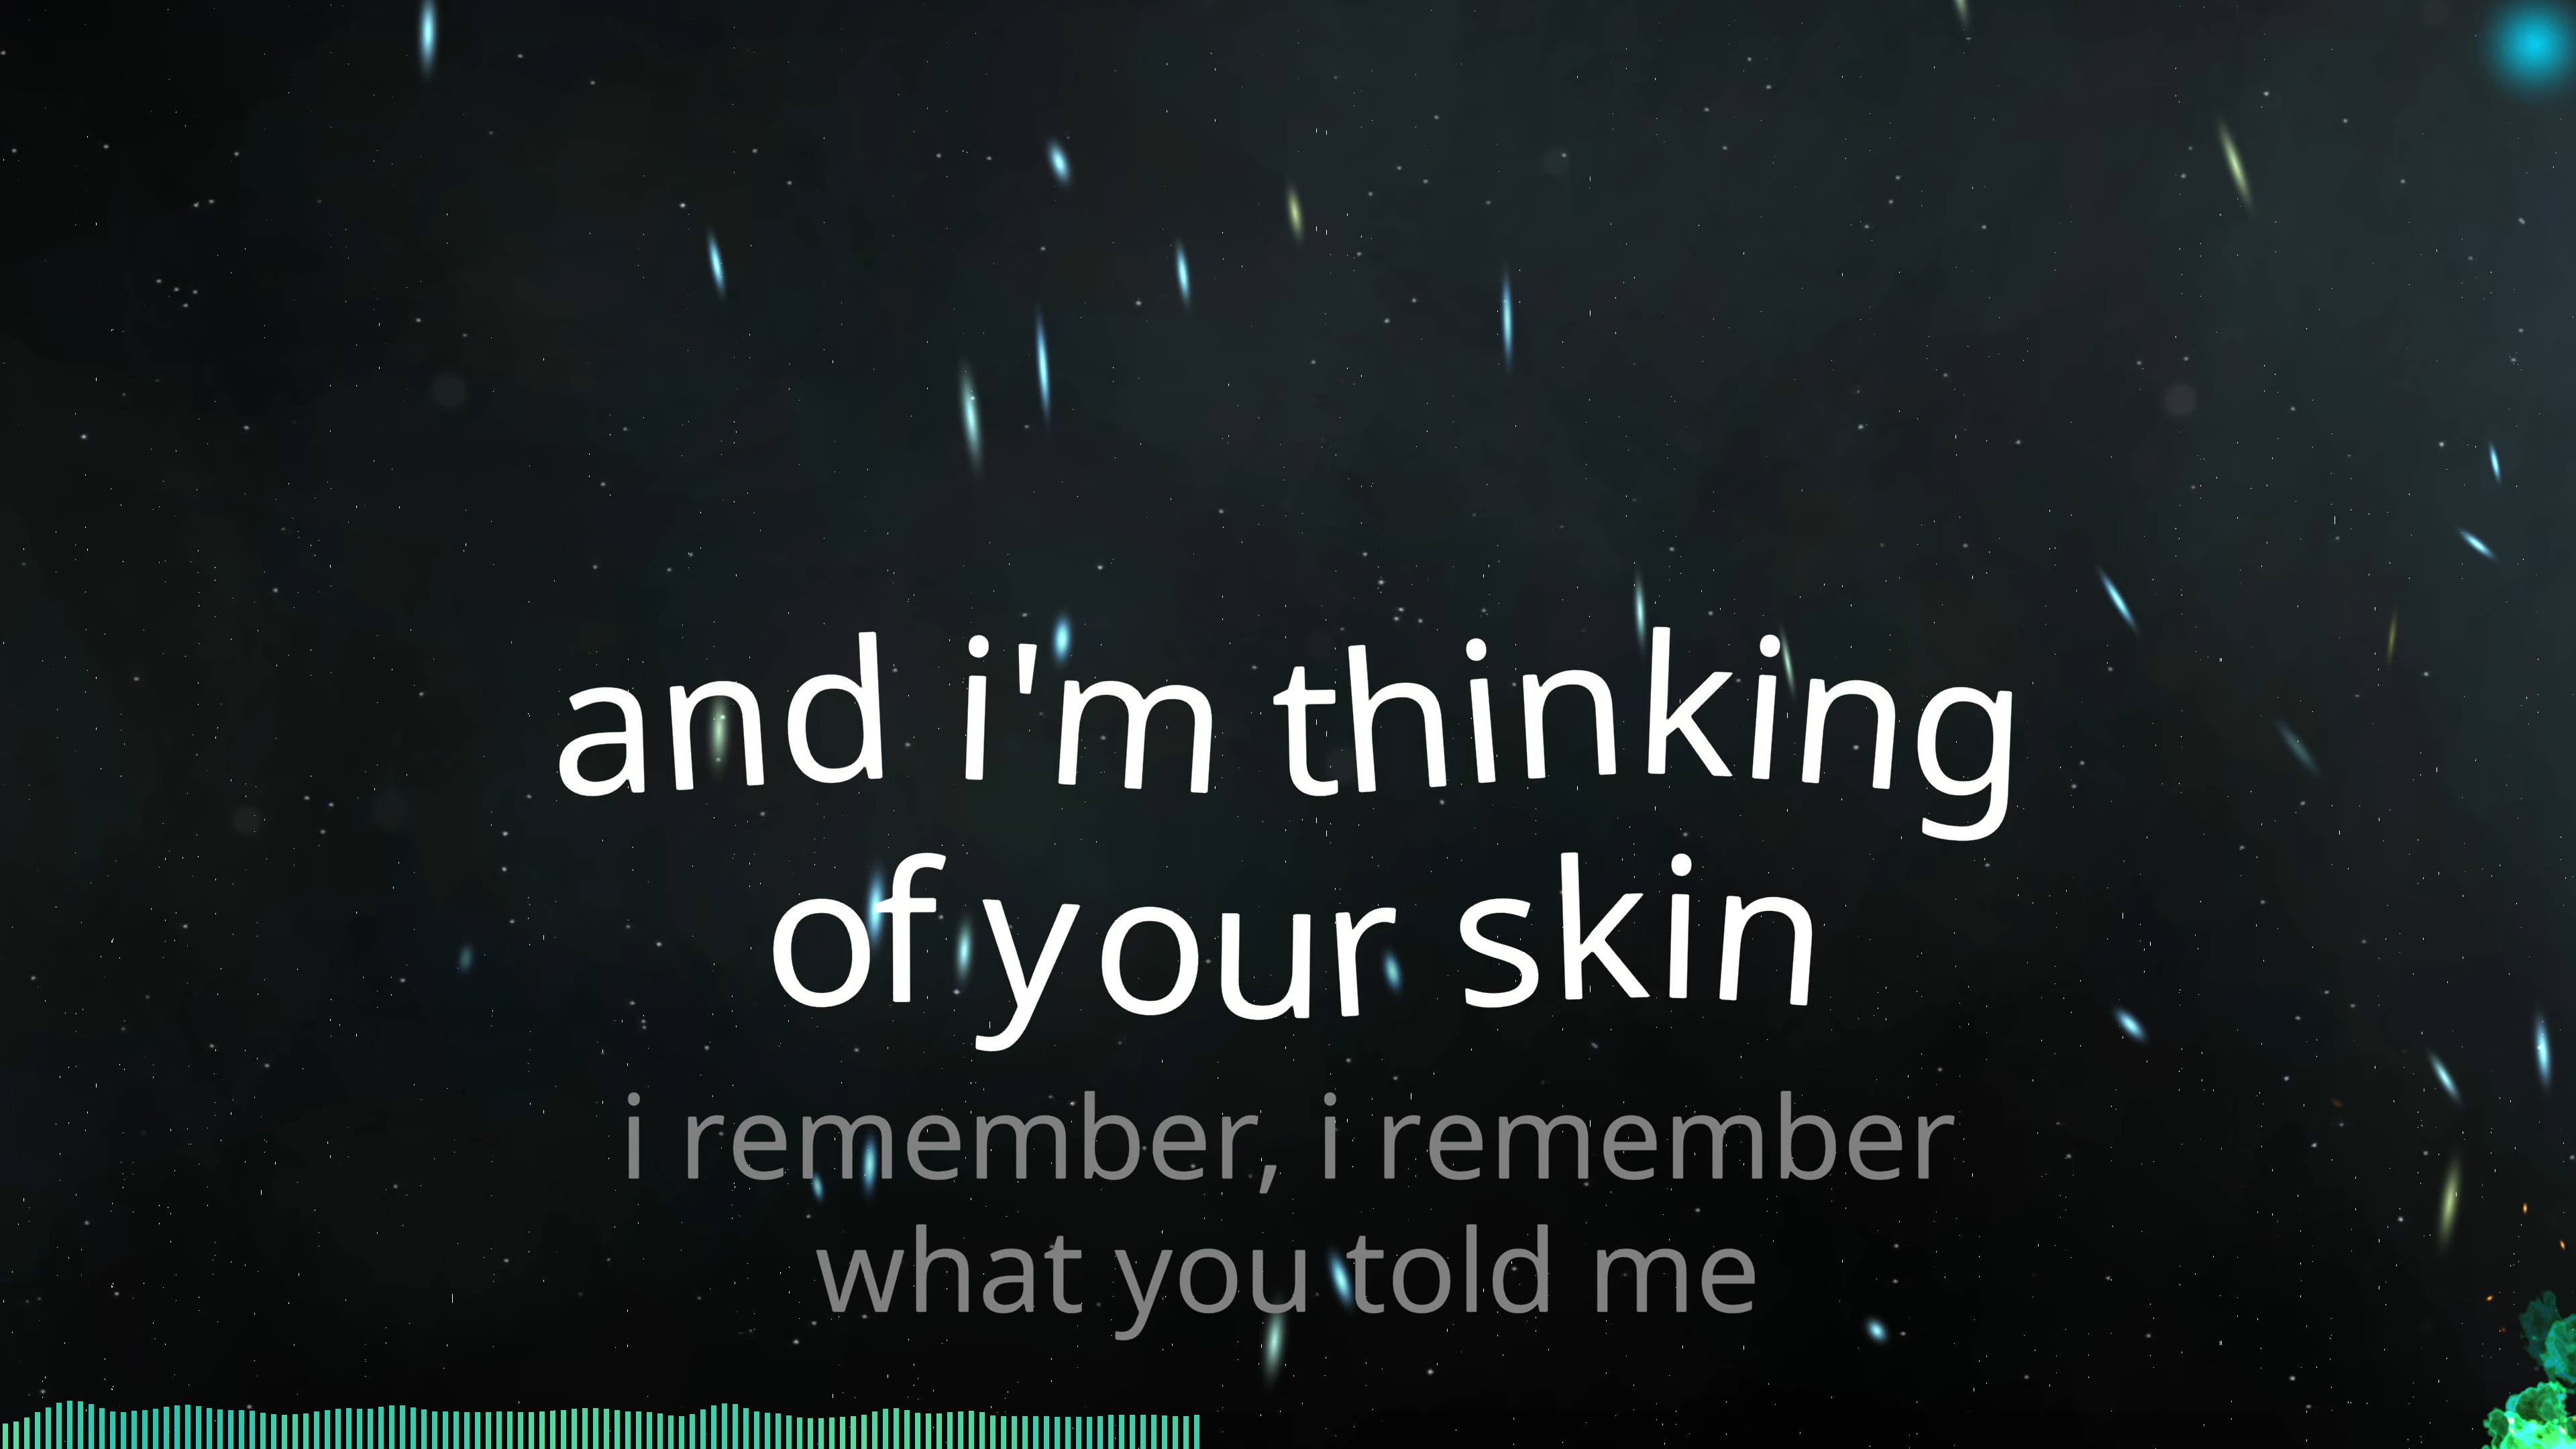 and i'm thinking
of your skin
i remember, i remember
what you told me